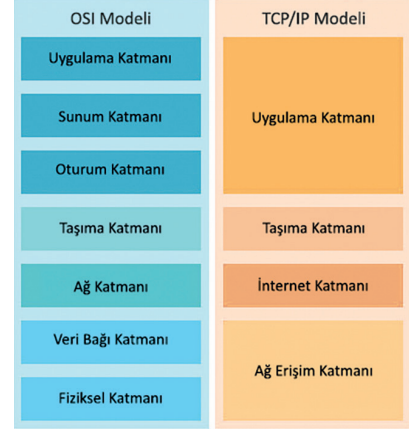 OSI Modeli
Uygulama Katmanı
Sunum Katmanı
Oturum Katmanı
Taşıma Katmanı
Ağ Katmanı
Veri Bağı Katmanı
Fiziksel Katmanı
TCP/IP Modeli
Uygulama Katmanı
Taşıma Katmanı
İnternet Katmanı
Ağ Erişim Katmanı